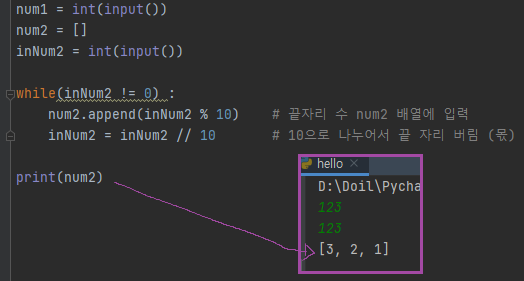 num1 = int(input())
num2 = []
inNum2 = int(input())
while(inNum2 != 0) :
num2.append(inNum2 % 10) # 끝자리 수 num2 배열에 입력
inNum2 = inNum2 // 10 # 10으로 나누어서 끝 자리 버림 (몫)
print(num2)
hello ×
D:\Doil\Pycha
123
123
[3, 2, 1]